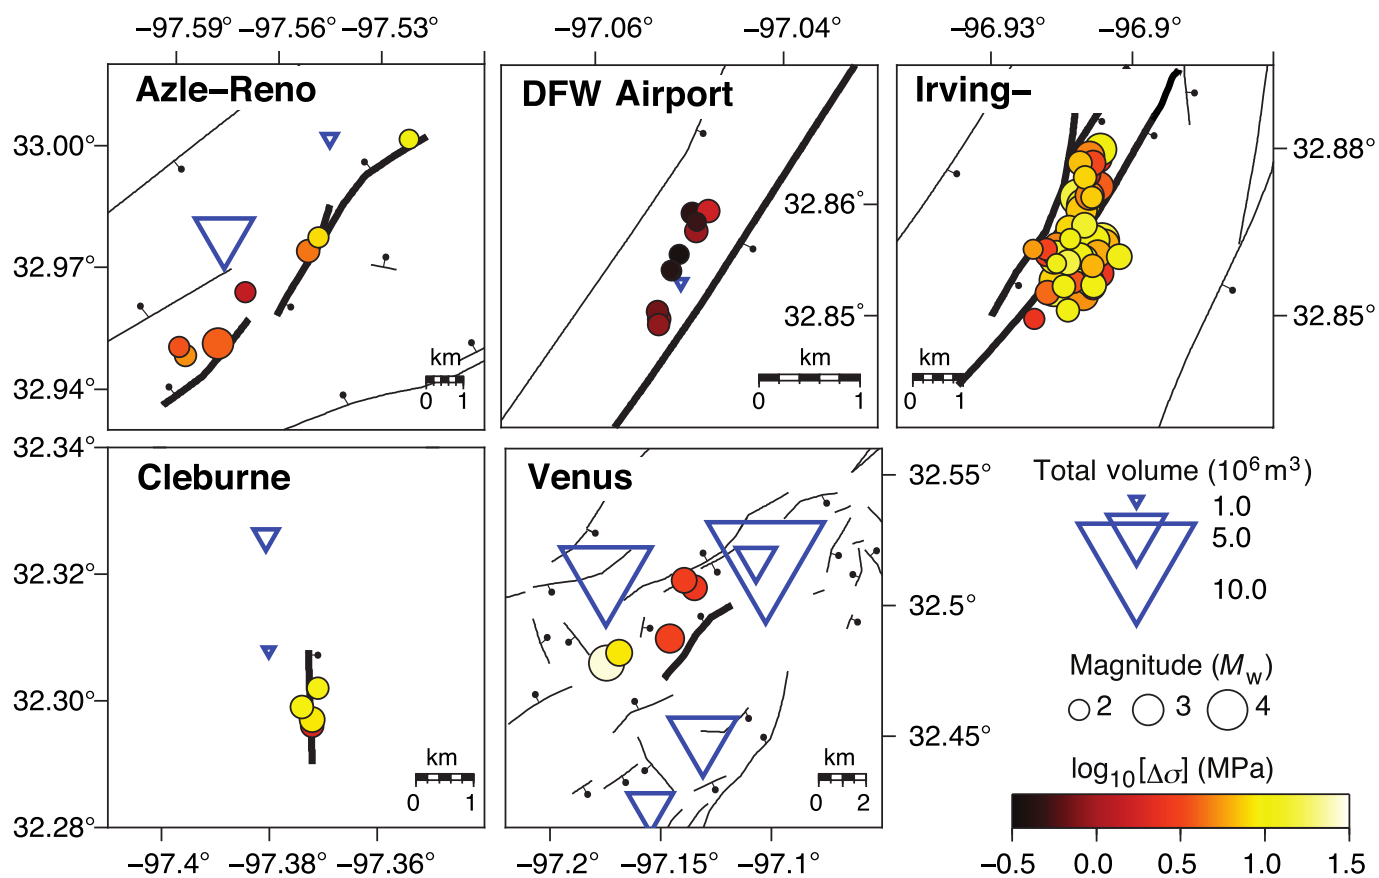 −97.59° −97.56° −97.53°
−97.06° −97.04°
−96.93° −96.9°
Azle–Reno
DFW Airport
Irving–
33.00°
32.97°
32.94°
32.86°
32.85°
32.88°
32.85°
km
0 1
km
0 1
km
0 1
32.34°
32.32°
32.30°
32.28°
Cleburne
Venus
32.55°
32.5°
32.45°
km
0 1
km
0 2
−97.4° −97.38° −97.36°
−97.2° −97.15° −97.1°
Total volume (10⁶ m³)
1.0
5.0
10.0
Magnitude (Mw)
2 3 4
log₁₀[Δσ] (MPa)
−0.5 0.0 0.5 1.0 1.5